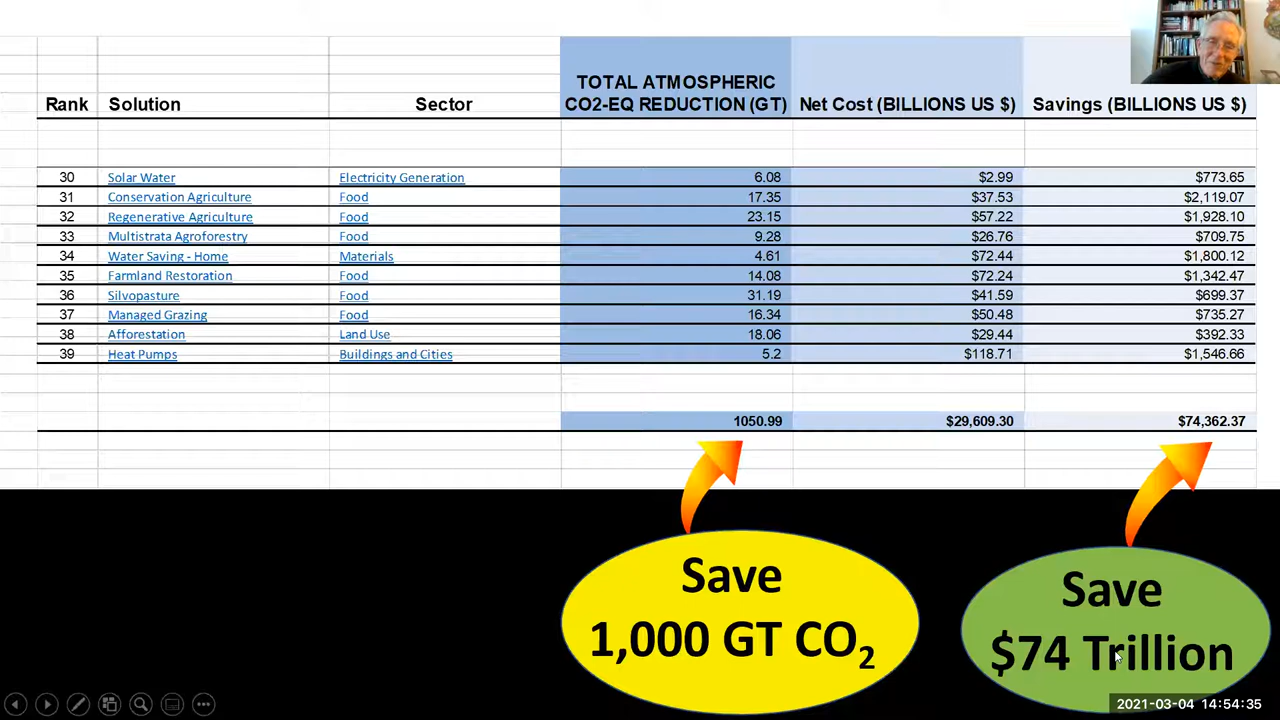 TOTAL ATMOSPHERIC
Rank Solution Sector CO2-EQ REDUCTION (GT) Net Cost (BILLIONS US $) Savings (BILLIONS US $)
30 Solar Water Electricity Generation 6.08 $2.99 $773.65
31 Conservation Agriculture Food 17.35 $37.53 $2,119.07
32 Regenerative Agriculture Food 23.15 $57.22 $1,928.10
33 Multistrata Agroforestry Food 9.28 $26.76 $709.75
34 Water Saving - Home Materials 4.61 $72.44 $1,800.12
35 Farmland Restoration Food 14.08 $72.24 $1,342.47
36 Silvopasture Food 31.19 $41.59 $699.37
37 Managed Grazing Food 16.34 $50.48 $735.27
38 Afforestation Land Use 18.06 $29.44 $392.33
39 Heat Pumps Buildings and Cities 5.2 $118.71 $1,546.66
1050.99 $29,609.30 $74,362.37
Save
1,000 GT CO2
Save
$74 Trillion
2021-03-04 14:54:35